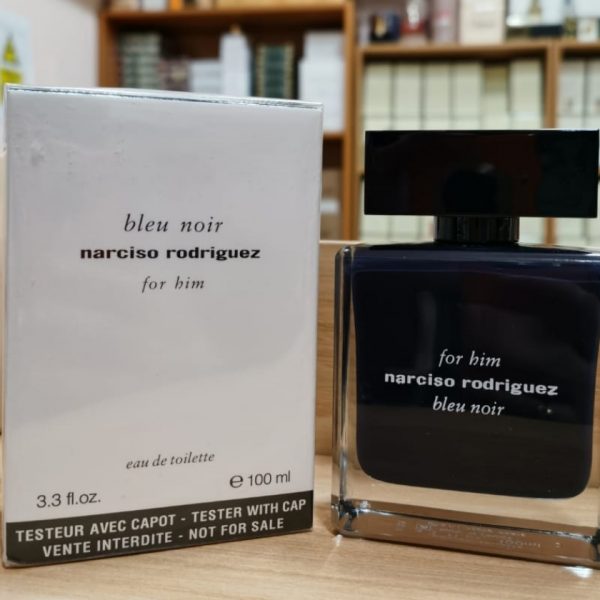 bleu noir
narciso rodriguez
for him
eau de toilette
3.3 fl.oz. e 100 ml
TESTEUR AVEC CAPOT - TESTER WITH CAP
VENTE INTERDITE - NOT FOR SALE
for him
narciso rodriguez
bleu noir